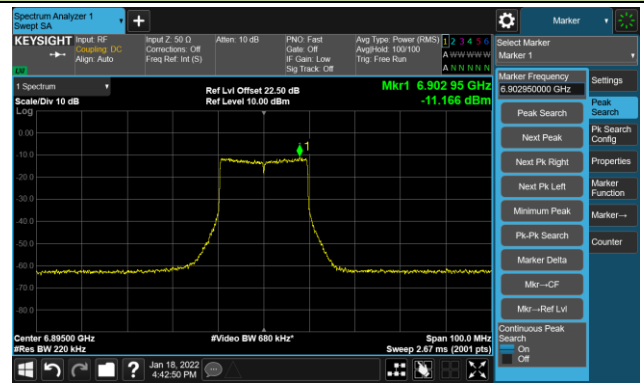 Spectrum Analyzer 1
Swept SA
Marker
KEYSIGHT
Input: RF
Coupling: DC
Align: Auto
Input Z: 50 Ω
Corrections: Off
Freq Ref: Int (S)
Atten: 10 dB
PNO: Fast
Gate: Off
IF Gain: Low
Sig Track: Off
Avg Type: Power (RMS)
Avg|Hold: 100/100
Trig: Free Run
1 2 3 4 5 6
A W W W W W
A N N N N N
Select Marker
Marker 1
LW
1 Spectrum
Scale/Div 10 dB
Log
Ref Lvl Offset 22.50 dB
Ref Level 10.00 dBm
Mkr1 6.902 95 GHz
-11.166 dBm
1
0.00
-10.0
-20.0
-30.0
-40.0
-50.0
-60.0
-70.0
-80.0
Center 6.89500 GHz
#Res BW 220 kHz
#Video BW 680 kHz*
Span 100.0 MHz
Sweep 2.67 ms (2001 pts)
Marker Frequency
6.902950000 GHz
Peak Search
Next Peak
Next Pk Right
Next Pk Left
Minimum Peak
Pk-Pk Search
Marker Delta
Mkr→CF
Mkr→Ref Lvl
Continuous Peak
Search
On
Off
Settings
Peak
Search
Pk Search
Config
Properties
Marker
Function
Marker→
Counter
?
Jan 18, 2022
4:42:50 PM